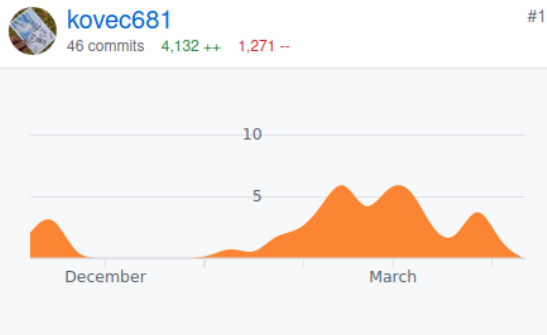 kovec681
#1
46 commits 4,132 ++ 1,271 --
10
5
December March